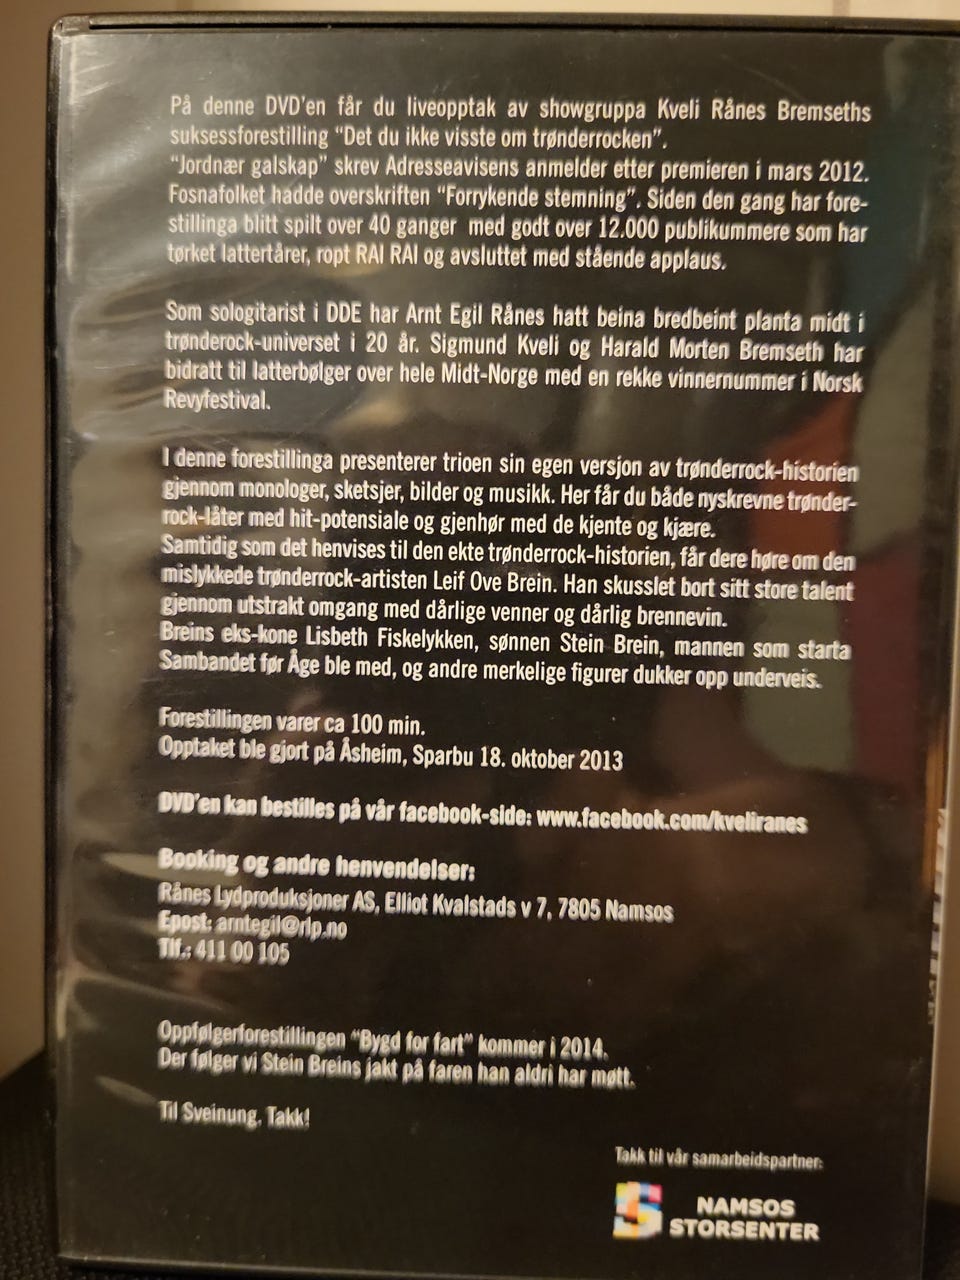 På denne DVD'en får du liveopptak av showgruppa Kveli Rånes Bremseths
suksessforestilling "Det du ikke visste om trønderrocken".
"Jordnær galskap" skrev Adresseavisens anmelder etter premieren i mars 2012.
Fosnafolket hadde overskriften "Forrykende stemning". Siden den gang har fore-
stillinga blitt spilt over 40 ganger med godt over 12.000 publikummere som har
tørket lattertårer, ropt RAI RAI og avsluttet med stående applaus.
Som sologitarist i DDE har Arnt Egil Rånes hatt beina bredbeint planta midt i
trønderock-universet i 20 år. Sigmund Kveli og Harald Morten Bremseth har
bidratt til latterbølger over hele Midt-Norge med en rekke vinnernummer i Norsk
Revyfestival.
I denne forestillinga presenterer trioen sin egen versjon av trønderrock-historien
gjennom monologer, sketsjer, bilder og musikk. Her får du både nyskrevne trønder-
rock-låter med hit-potensiale og gjenhør med de kjente og kjære.
Samtidig som det henvises til den ekte trønderrock-historien, får dere høre om den
mislykkede trønderrock-artisten Leif Ove Brein. Han skusslet bort sitt store talent
gjennom utstrakt omgang med dårlige venner og dårlig brennevin.
Breins eks-kone Lisbeth Fiskelykken, sønnen Stein Brein, mannen som starta
Sambandet før Åge ble med, og andre merkelige figurer dukker opp underveis.
Forestillingen varer ca 100 min.
Opptaket ble gjort på Åsheim, Sparbu 18. oktober 2013
DVD'en kan bestilles på vår facebook-side: www.facebook.com/kveliranes
Booking og andre henvendelser:
Rånes Lydproduksjoner AS, Elliot Kvalstads v 7, 7805 Namsos
Epost: arntegil@rlp.no
Tlf.: 411 00 105
Oppfølgerforestillingen "Bygd for fart" kommer i 2014.
Der følger vi Stein Breins jakt på faren han aldri har møtt.
Til Sveinung, Takk!
Takk til vår samarbeidspartner:
NAMSOS
STORSENTER